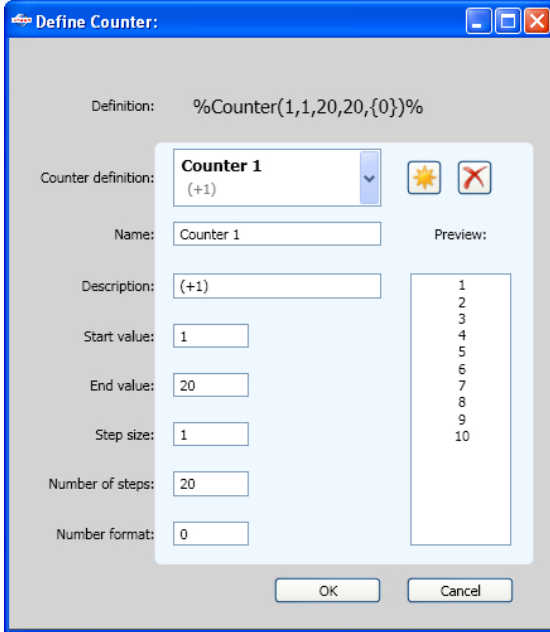 Define Counter:
Definition: %Counter(1,1,20,20,{0})%
Counter definition: Counter 1
(+1)
Name: Counter 1 Preview:
Description: (+1)
1
2
3
Start value: 1
4
5
End value: 20
6
7
8
Step size: 1
9
10
Number of steps: 20
Number format: 0
OK Cancel